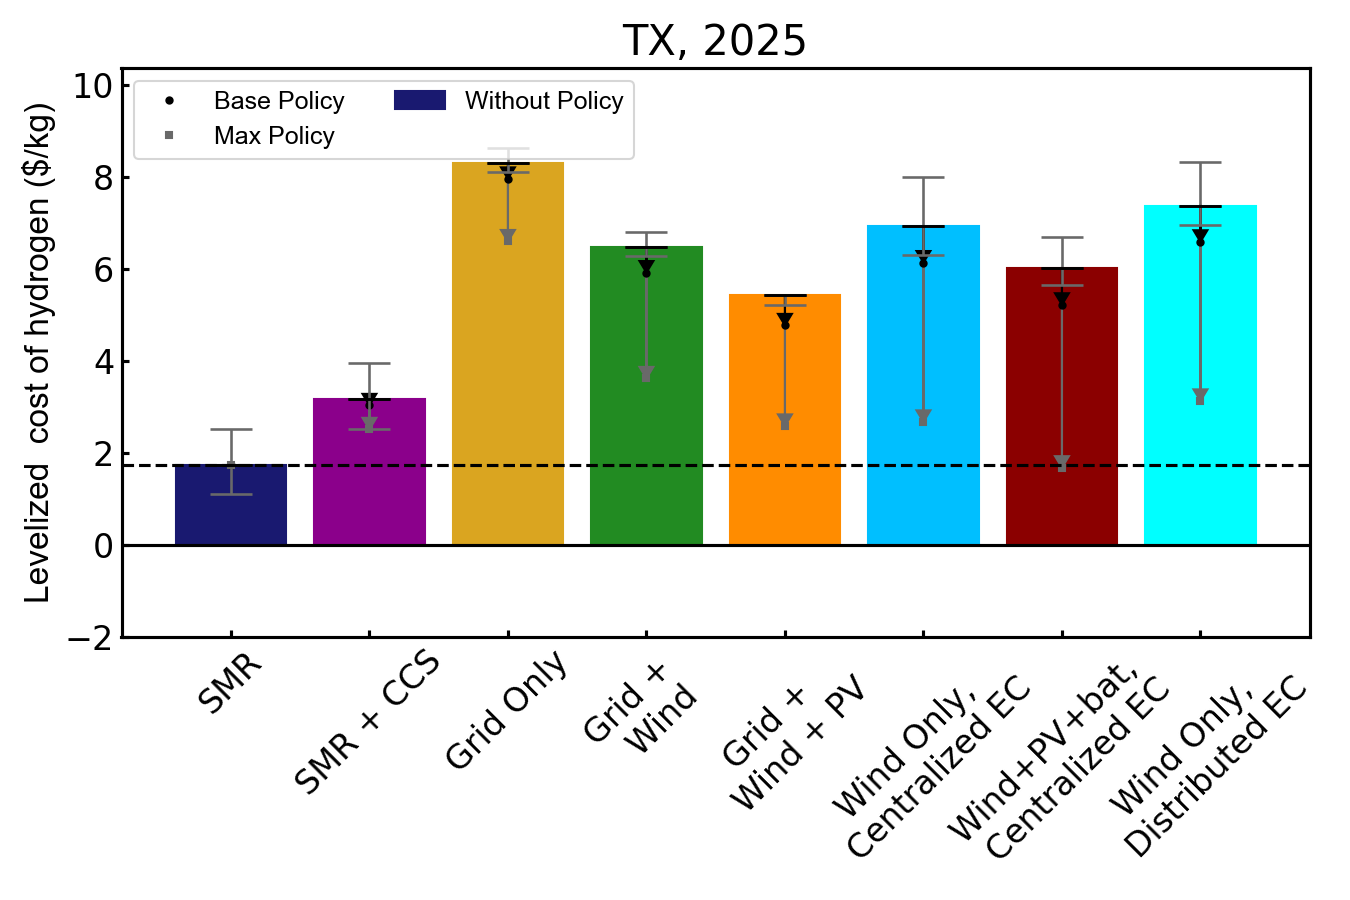 TX, 2025
Levelized  cost of hydrogen ($/kg)
10
8
6
4
2
0
−2
Base Policy
Max Policy
Without Policy
SMR
SMR + CCS
Grid Only
Grid +
Wind
Grid +
Wind + PV
Wind Only,
Centralized EC
Wind+PV+bat,
Centralized EC
Wind Only,
Distributed EC